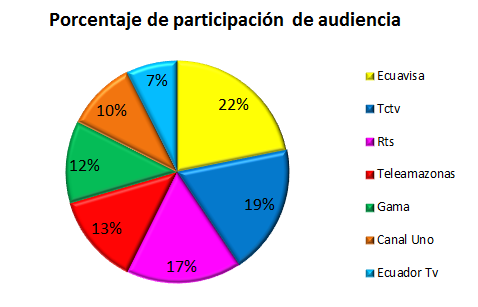 Porcentaje de participación de audiencia
22%
19%
17%
13%
12%
10%
7%
Ecuavisa
Tctv
Rts
Teleamazonas
Gama
Canal Uno
Ecuador Tv